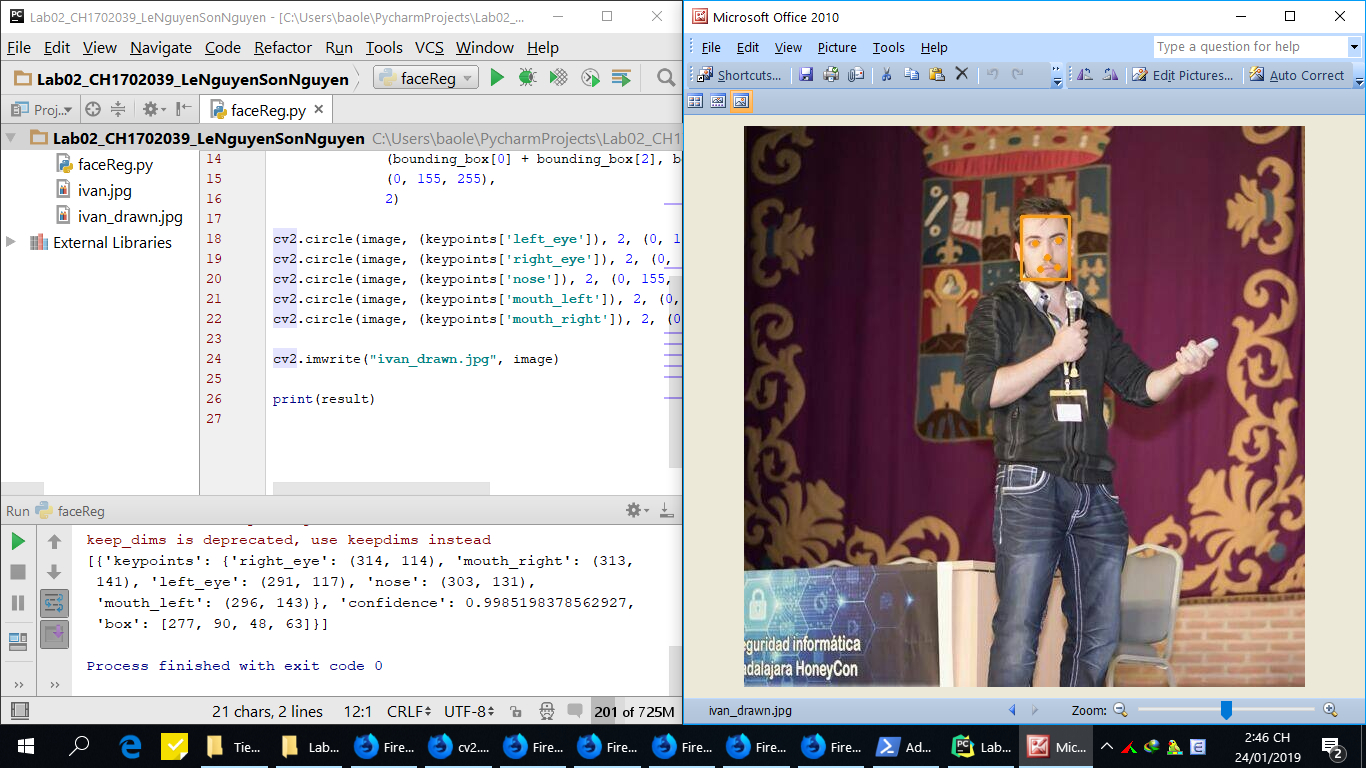 Lab02_CH1702039_LeNguyenSonNguyen - [C:\Users\baole\PycharmProjects\Lab02_...
File Edit View Navigate Code Refactor Run Tools VCS Window Help
Lab02_CH1702039_LeNguyenSonNguyen
faceReg
Proj...
faceReg.py
Lab02_CH1702039_LeNguyenSonNguyen C:\Users\baole\PycharmProjects\Lab02_CH1
faceReg.py
ivan.jpg
ivan_drawn.jpg
External Libraries
14 (bounding_box[0] + bounding_box[2], bo
15 (0, 155, 255),
16 2)
17
18 cv2.circle(image, (keypoints['left_eye']), 2, (0, 1
19 cv2.circle(image, (keypoints['right_eye']), 2, (0,
20 cv2.circle(image, (keypoints['nose']), 2, (0, 155,
21 cv2.circle(image, (keypoints['mouth_left']), 2, (0,
22 cv2.circle(image, (keypoints['mouth_right']), 2, (0
23
24 cv2.imwrite("ivan_drawn.jpg", image)
25
26 print(result)
27
Run faceReg
keep_dims is deprecated, use keepdims instead
[{'keypoints': {'right_eye': (314, 114), 'mouth_right': (313,
141), 'left_eye': (291, 117), 'nose': (303, 131),
'mouth_left': (296, 143)}, 'confidence': 0.9985198378562927,
'box': [277, 90, 48, 63]}]
Process finished with exit code 0
21 chars, 2 lines 12:1 CRLF UTF-8 201 of 725M
Microsoft Office 2010
File Edit View Picture Tools Help
Type a question for help
Shortcuts... Edit Pictures... Auto Correct
eguridad informática
adalajara HoneyCon
ivan_drawn.jpg
Zoom:
Tie... Lab... Fire... cv2.... Fire... Fire... Fire... Fire... Fire... Ad... Lab... Mic...
2:46 CH
24/01/2019
2